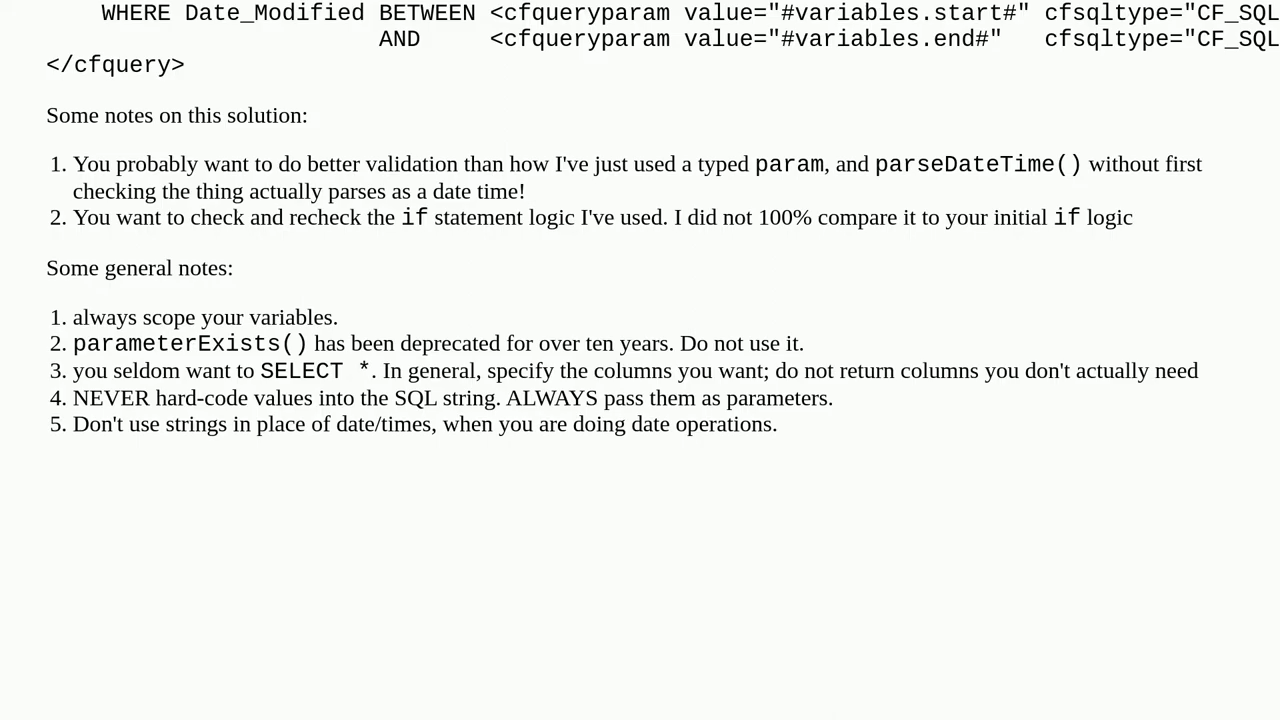 WHERE Date_Modified BETWEEN <cfqueryparam value="#variables.start#" cfsqltype="CF_SQL
AND <cfqueryparam value="#variables.end#" cfsqltype="CF_SQL
</cfquery>
Some notes on this solution:
1. You probably want to do better validation than how I've just used a typed param, and parseDateTime() without first
checking the thing actually parses as a date time!
2. You want to check and recheck the if statement logic I've used. I did not 100% compare it to your initial if logic
Some general notes:
1. always scope your variables.
2. parameterExists() has been deprecated for over ten years. Do not use it.
3. you seldom want to SELECT *. In general, specify the columns you want; do not return columns you don't actually need
4. NEVER hard-code values into the SQL string. ALWAYS pass them as parameters.
5. Don't use strings in place of date/times, when you are doing date operations.